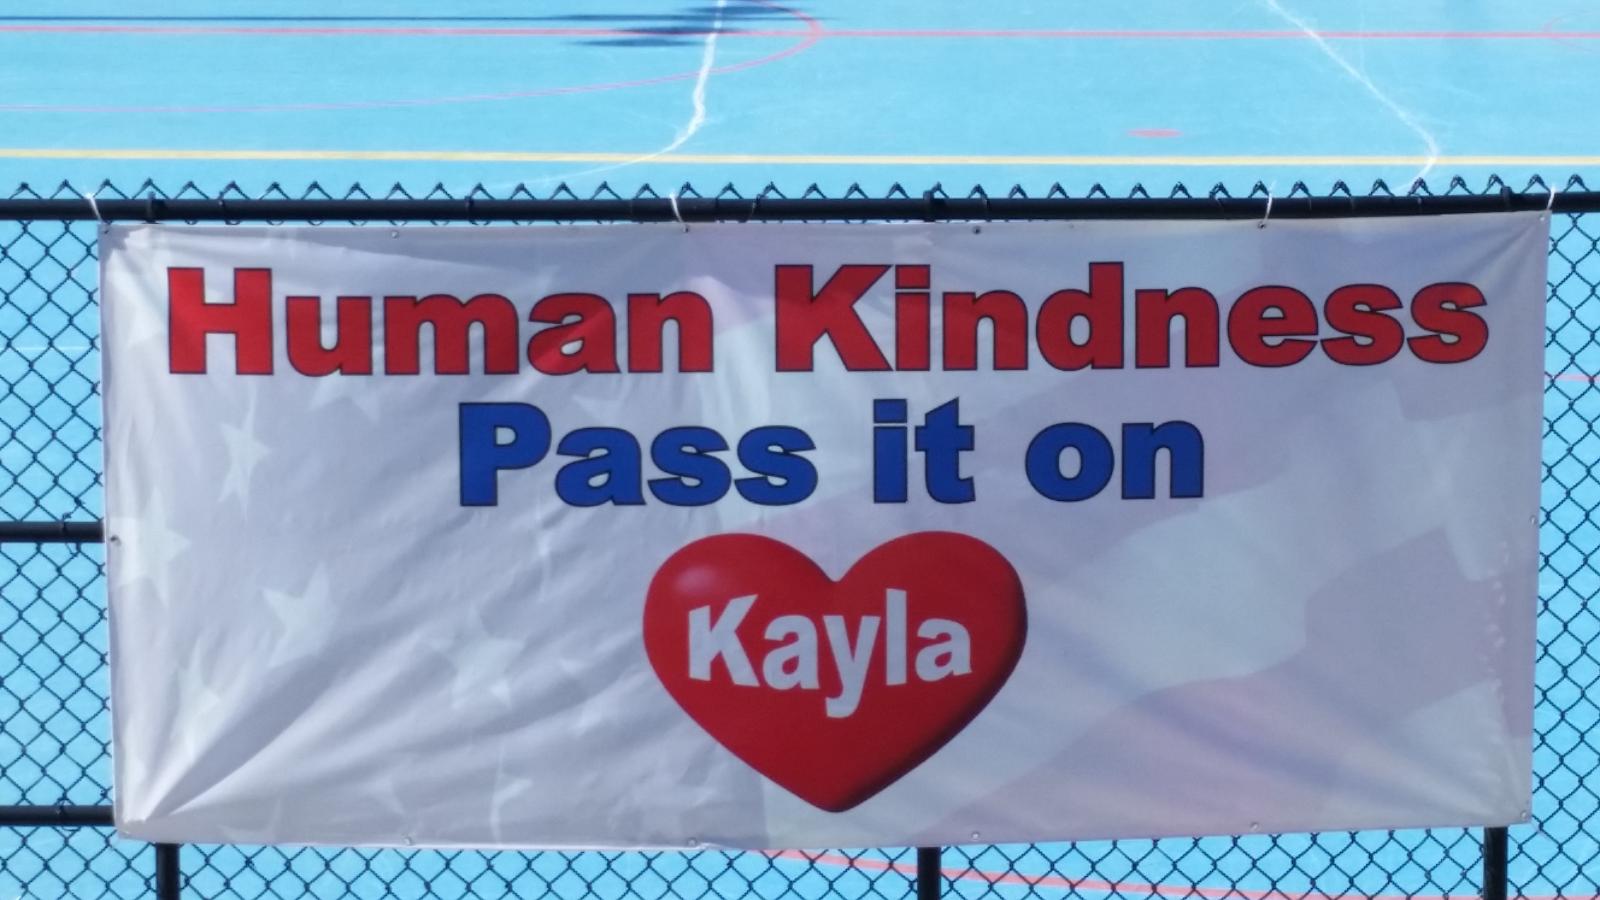 Human Kindness
Pass it on
Kayla